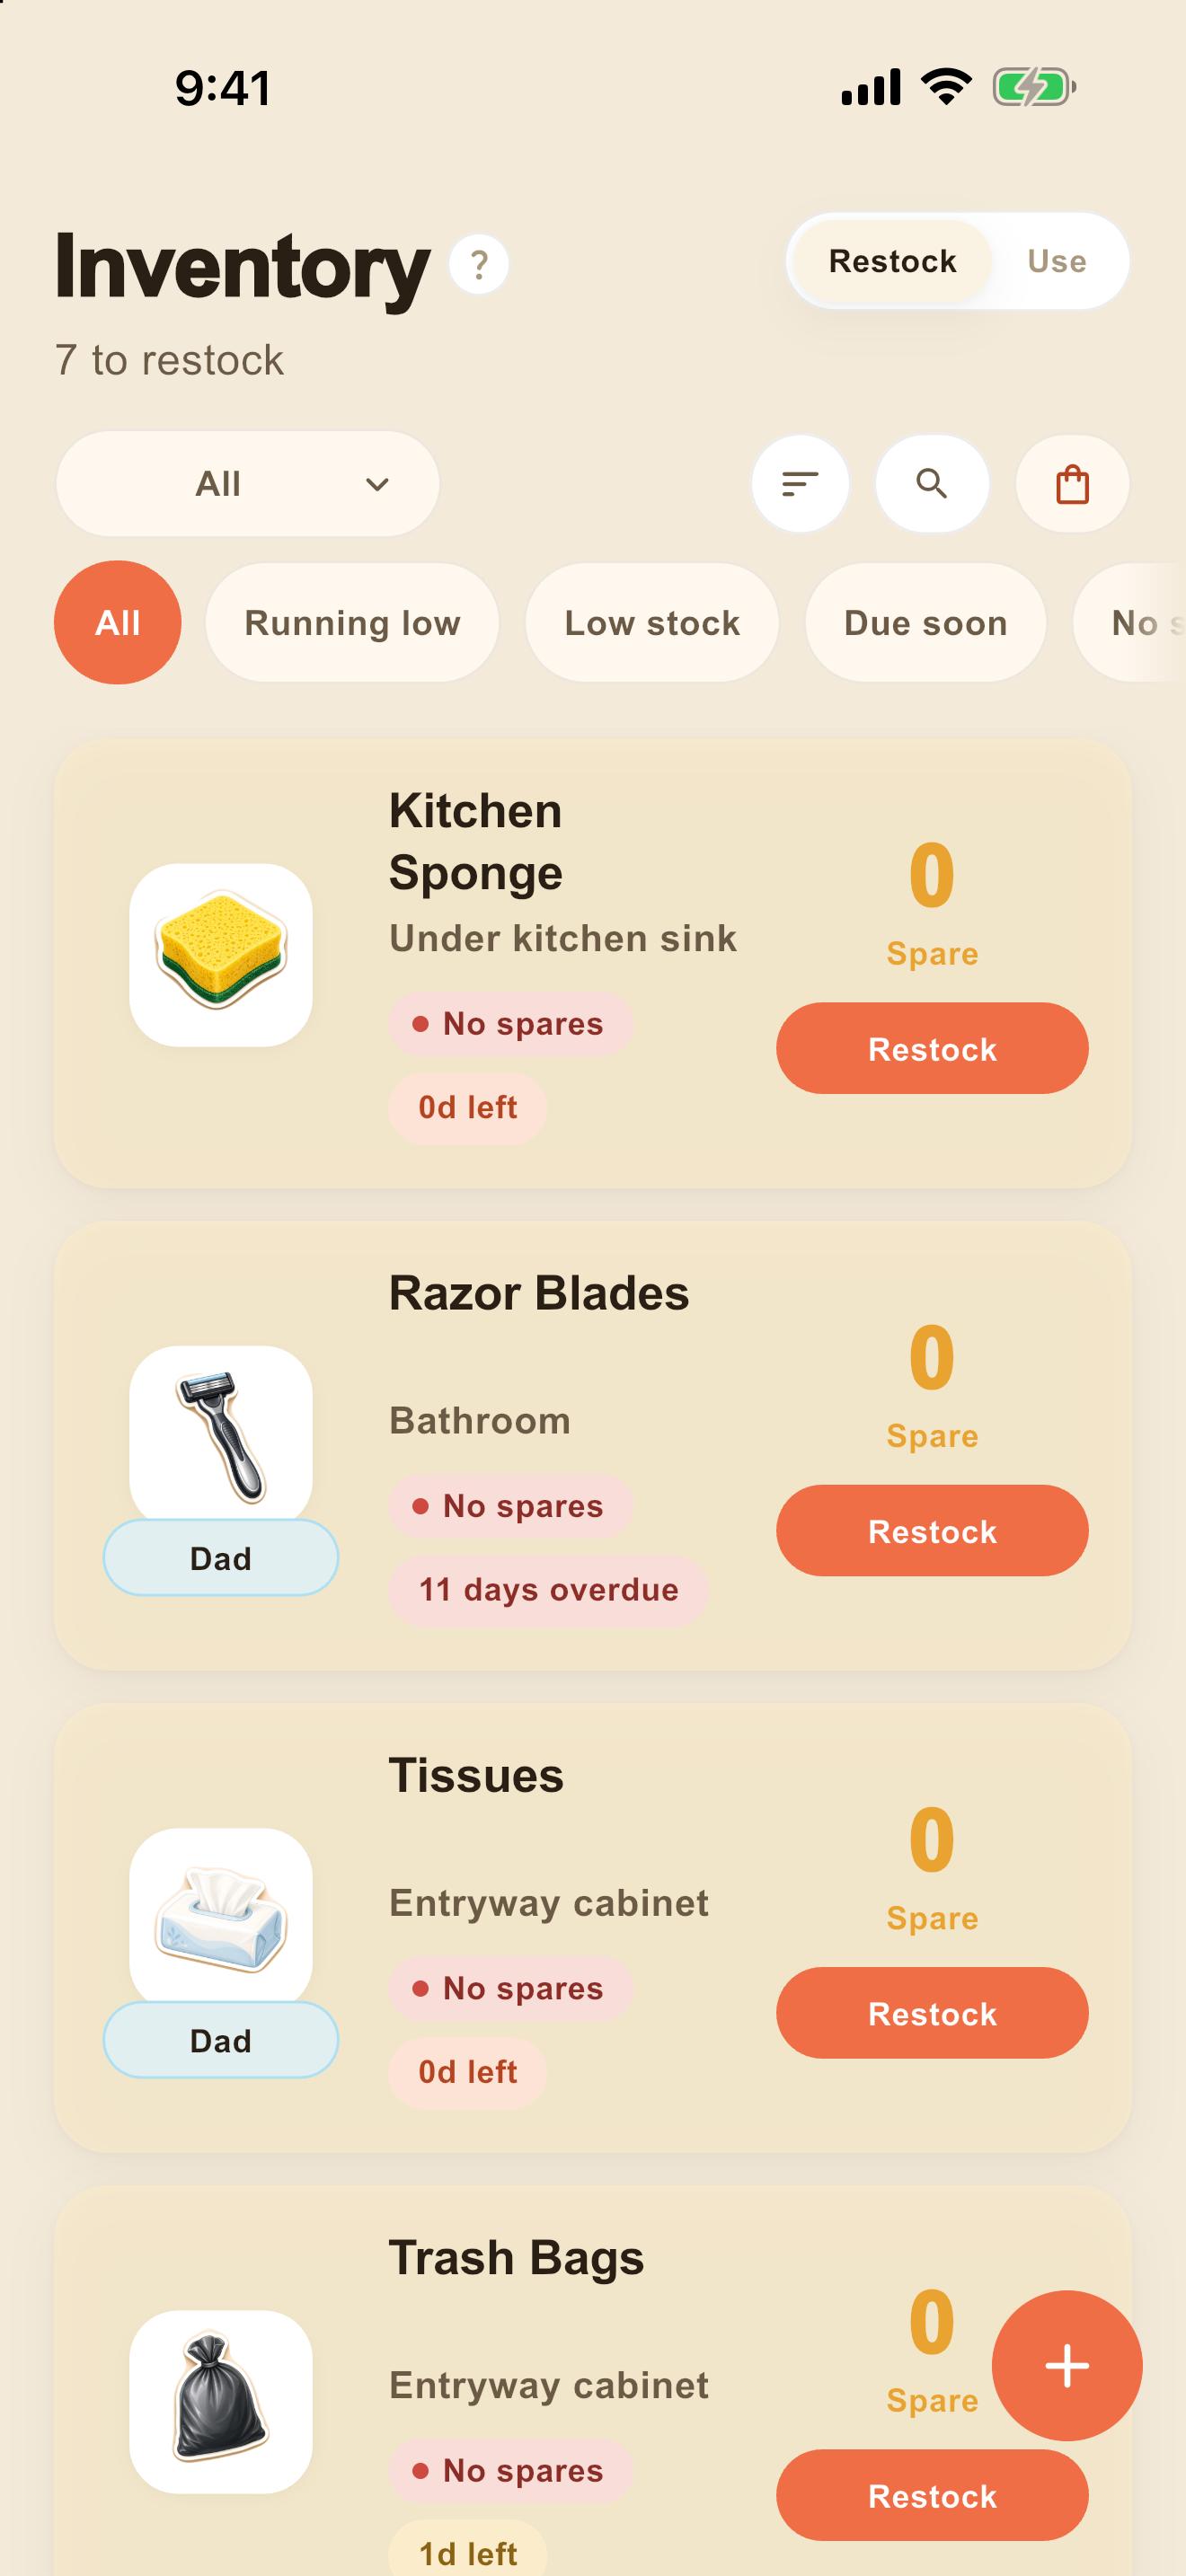 9:41
Inventory ?
Restock Use
7 to restock
All
All Running low Low stock Due soon No
Kitchen
Sponge
Under kitchen sink
No spares
0d left
0
Spare
Restock
Razor Blades
Bathroom
No spares
11 days overdue
Dad
0
Spare
Restock
Tissues
Entryway cabinet
No spares
0d left
Dad
0
Spare
Restock
Trash Bags
Entryway cabinet
No spares
1d left
0
Spare
Restock